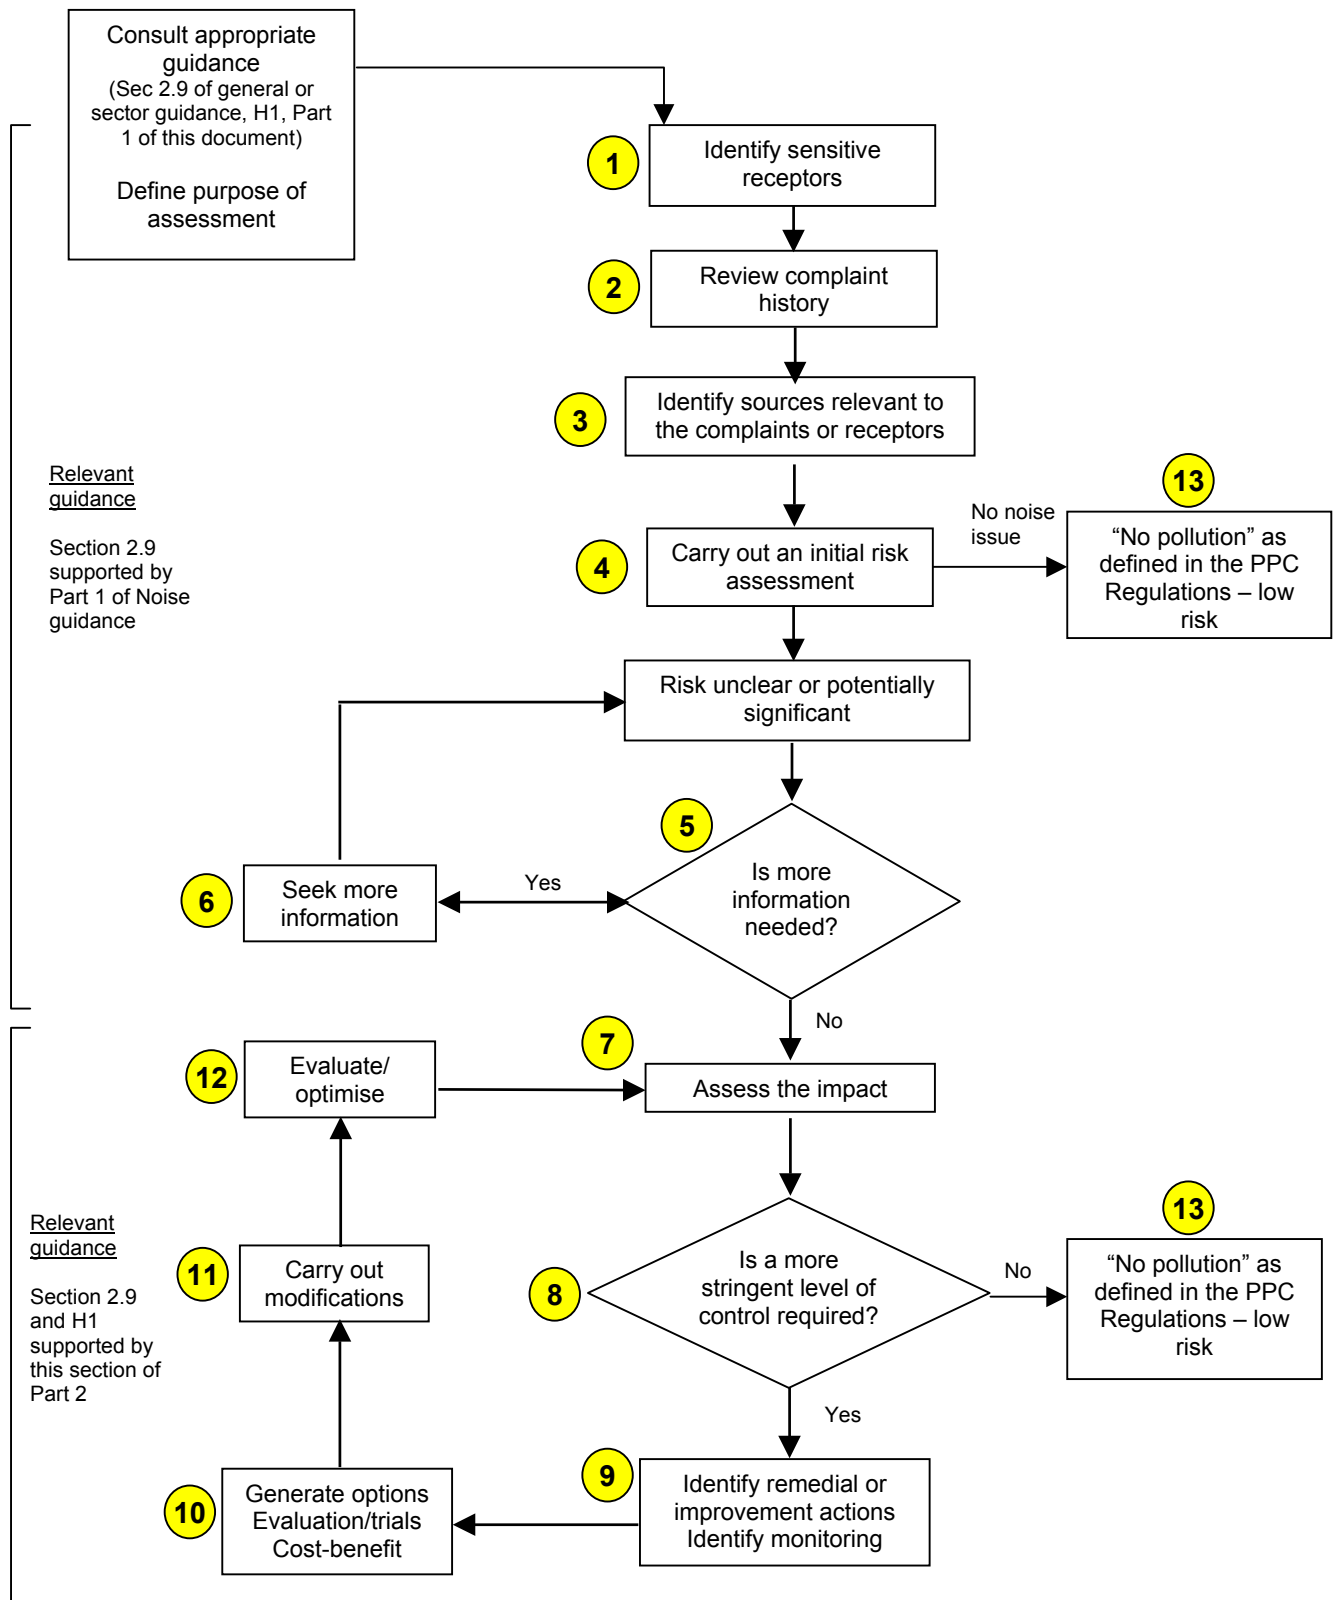 Consult appropriate
guidance
(Sec 2.9 of general or
sector guidance, H1, Part
1 of this document)
Define purpose of
assessment
1
Identify sensitive
receptors
2
Review complaint
history
3
Identify sources relevant to
the complaints or receptors
Relevant
guidance
Section 2.9
supported by
Part 1 of Noise
guidance
4
Carry out an initial risk
assessment
No noise
issue
13
“No pollution” as
defined in the PPC
Regulations – low
risk
Risk unclear or potentially
significant
5
Is more
information
needed?
Yes
6
Seek more
information
No
7
Assess the impact
12
Evaluate/
optimise
8
Is a more
stringent level of
control required?
No
13
“No pollution” as
defined in the PPC
Regulations – low
risk
Relevant
guidance
Section 2.9
and H1
supported by
this section of
Part 2
11
Carry out
modifications
Yes
9
Identify remedial or
improvement actions
Identify monitoring
10
Generate options
Evaluation/trials
Cost-benefit